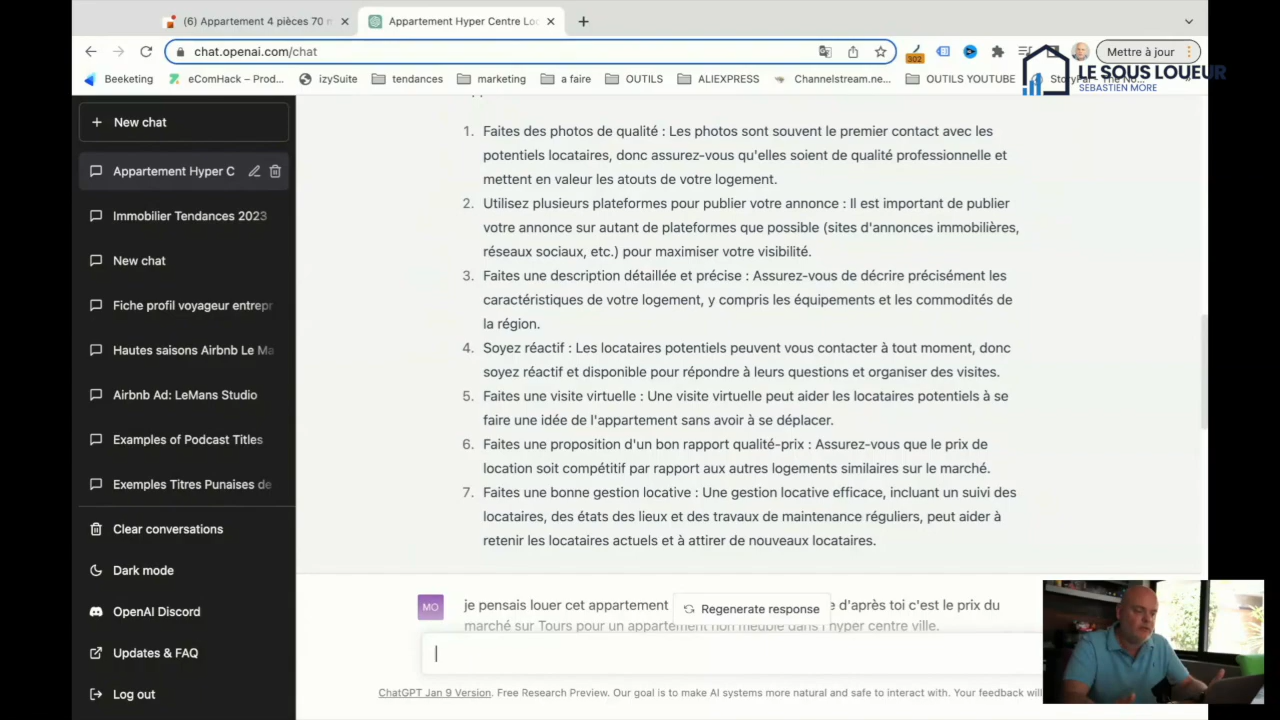 (6) Appartement 4 pièces 70 m
Appartement Hyper Centre Lo
chat.openai.com/chat
302
Mettre à jour
Beeketing
eComHack – Prod...
izySuite
tendances
marketing
a faire
OUTILS
ALIEXPRESS
Channelstream.ne...
OUTILS YOUTUBE
LE SOUS LOUEUR
SEBASTIEN MORE
New chat
Appartement Hyper C
Immobilier Tendances 2023
New chat
Fiche profil voyageur entrepr
Hautes saisons Airbnb Le Ma
Airbnb Ad: LeMans Studio
Examples of Podcast Titles
Exemples Titres Punaises de
Clear conversations
Dark mode
OpenAI Discord
Updates & FAQ
Log out
1. Faites des photos de qualité : Les photos sont souvent le premier contact avec les
potentiels locataires, donc assurez-vous qu'elles soient de qualité professionnelle et
mettent en valeur les atouts de votre logement.
2. Utilisez plusieurs plateformes pour publier votre annonce : Il est important de publier
votre annonce sur autant de plateformes que possible (sites d'annonces immobilières,
réseaux sociaux, etc.) pour maximiser votre visibilité.
3. Faites une description détaillée et précise : Assurez-vous de décrire précisément les
caractéristiques de votre logement, y compris les équipements et les commodités de
la région.
4. Soyez réactif : Les locataires potentiels peuvent vous contacter à tout moment, donc
soyez réactif et disponible pour répondre à leurs questions et organiser des visites.
5. Faites une visite virtuelle : Une visite virtuelle peut aider les locataires potentiels à se
faire une idée de l'appartement sans avoir à se déplacer.
6. Faites une proposition d'un bon rapport qualité-prix : Assurez-vous que le prix de
location soit compétitif par rapport aux autres logements similaires sur le marché.
7. Faites une bonne gestion locative : Une gestion locative efficace, incluant un suivi des
locataires, des états des lieux et des travaux de maintenance réguliers, peut aider à
retenir les locataires actuels et à attirer de nouveaux locataires.
MO
je pensais louer cet appartement
Regenerate response
d'après toi c'est le prix du
marché sur Tours pour un appartement non meublé dans l'hyper centre ville.
ChatGPT Jan 9 Version. Free Research Preview. Our goal is to make AI systems more natural and safe to interact with. Your feedback will